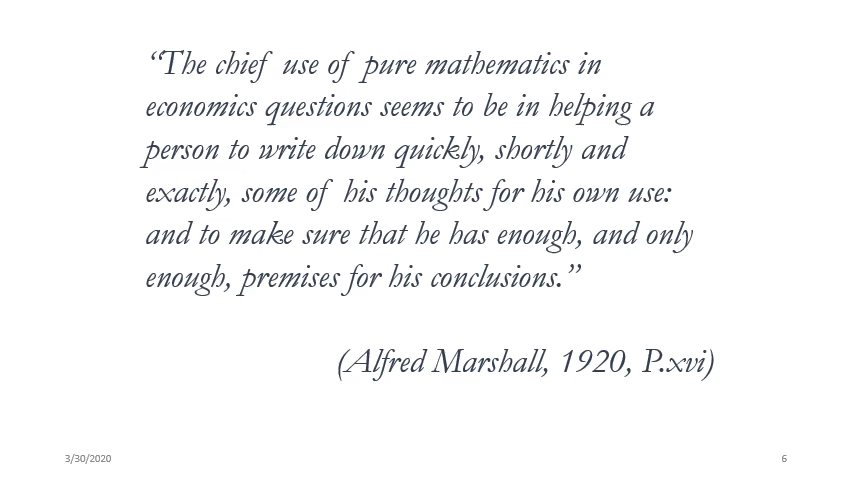 “The chief use of pure mathematics in
economics questions seems to be in helping a
person to write down quickly, shortly and
exactly, some of his thoughts for his own use:
and to make sure that he has enough, and only
enough, premises for his conclusions.”
(Alfred Marshall, 1920, P.xvi)
3/30/2020
6